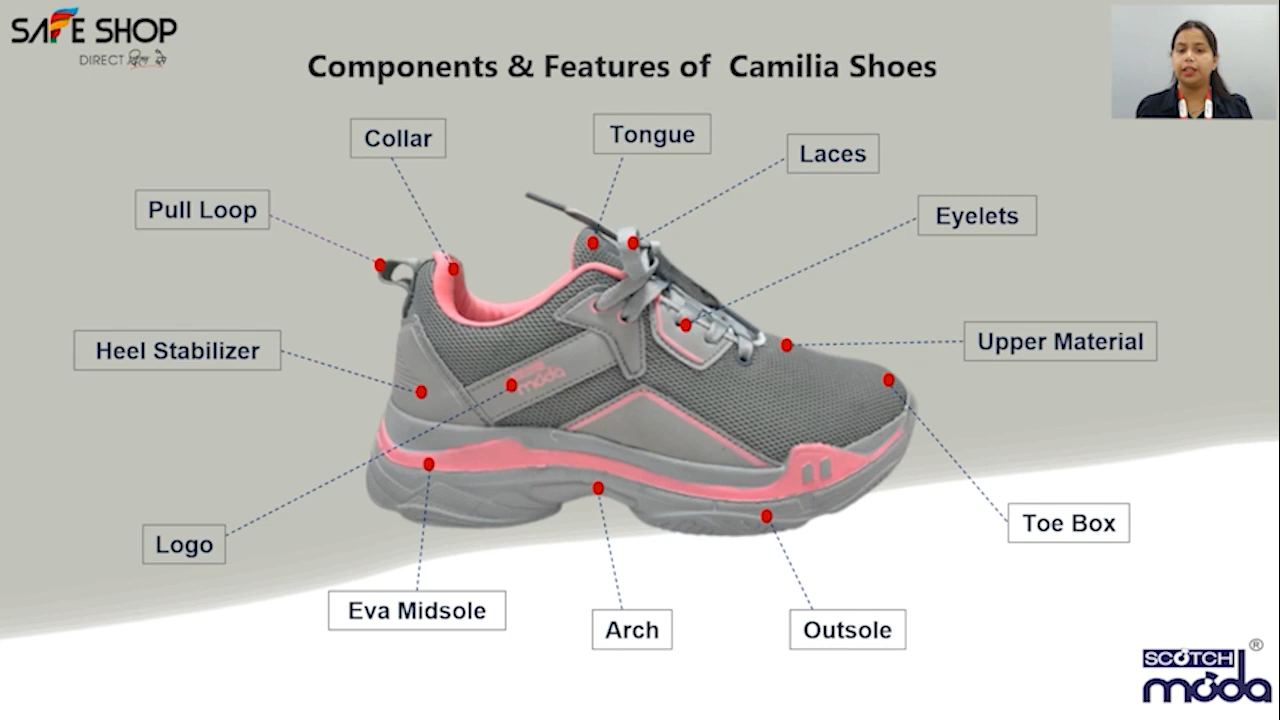 SAFE SHOP
DIRECT दिल से
Components & Features of Camilia Shoes
Collar
Tongue
Laces
Pull Loop
Eyelets
Heel Stabilizer
Upper Material
moda
Logo
Toe Box
Eva Midsole
Arch
Outsole
SCOTCH ®
moda